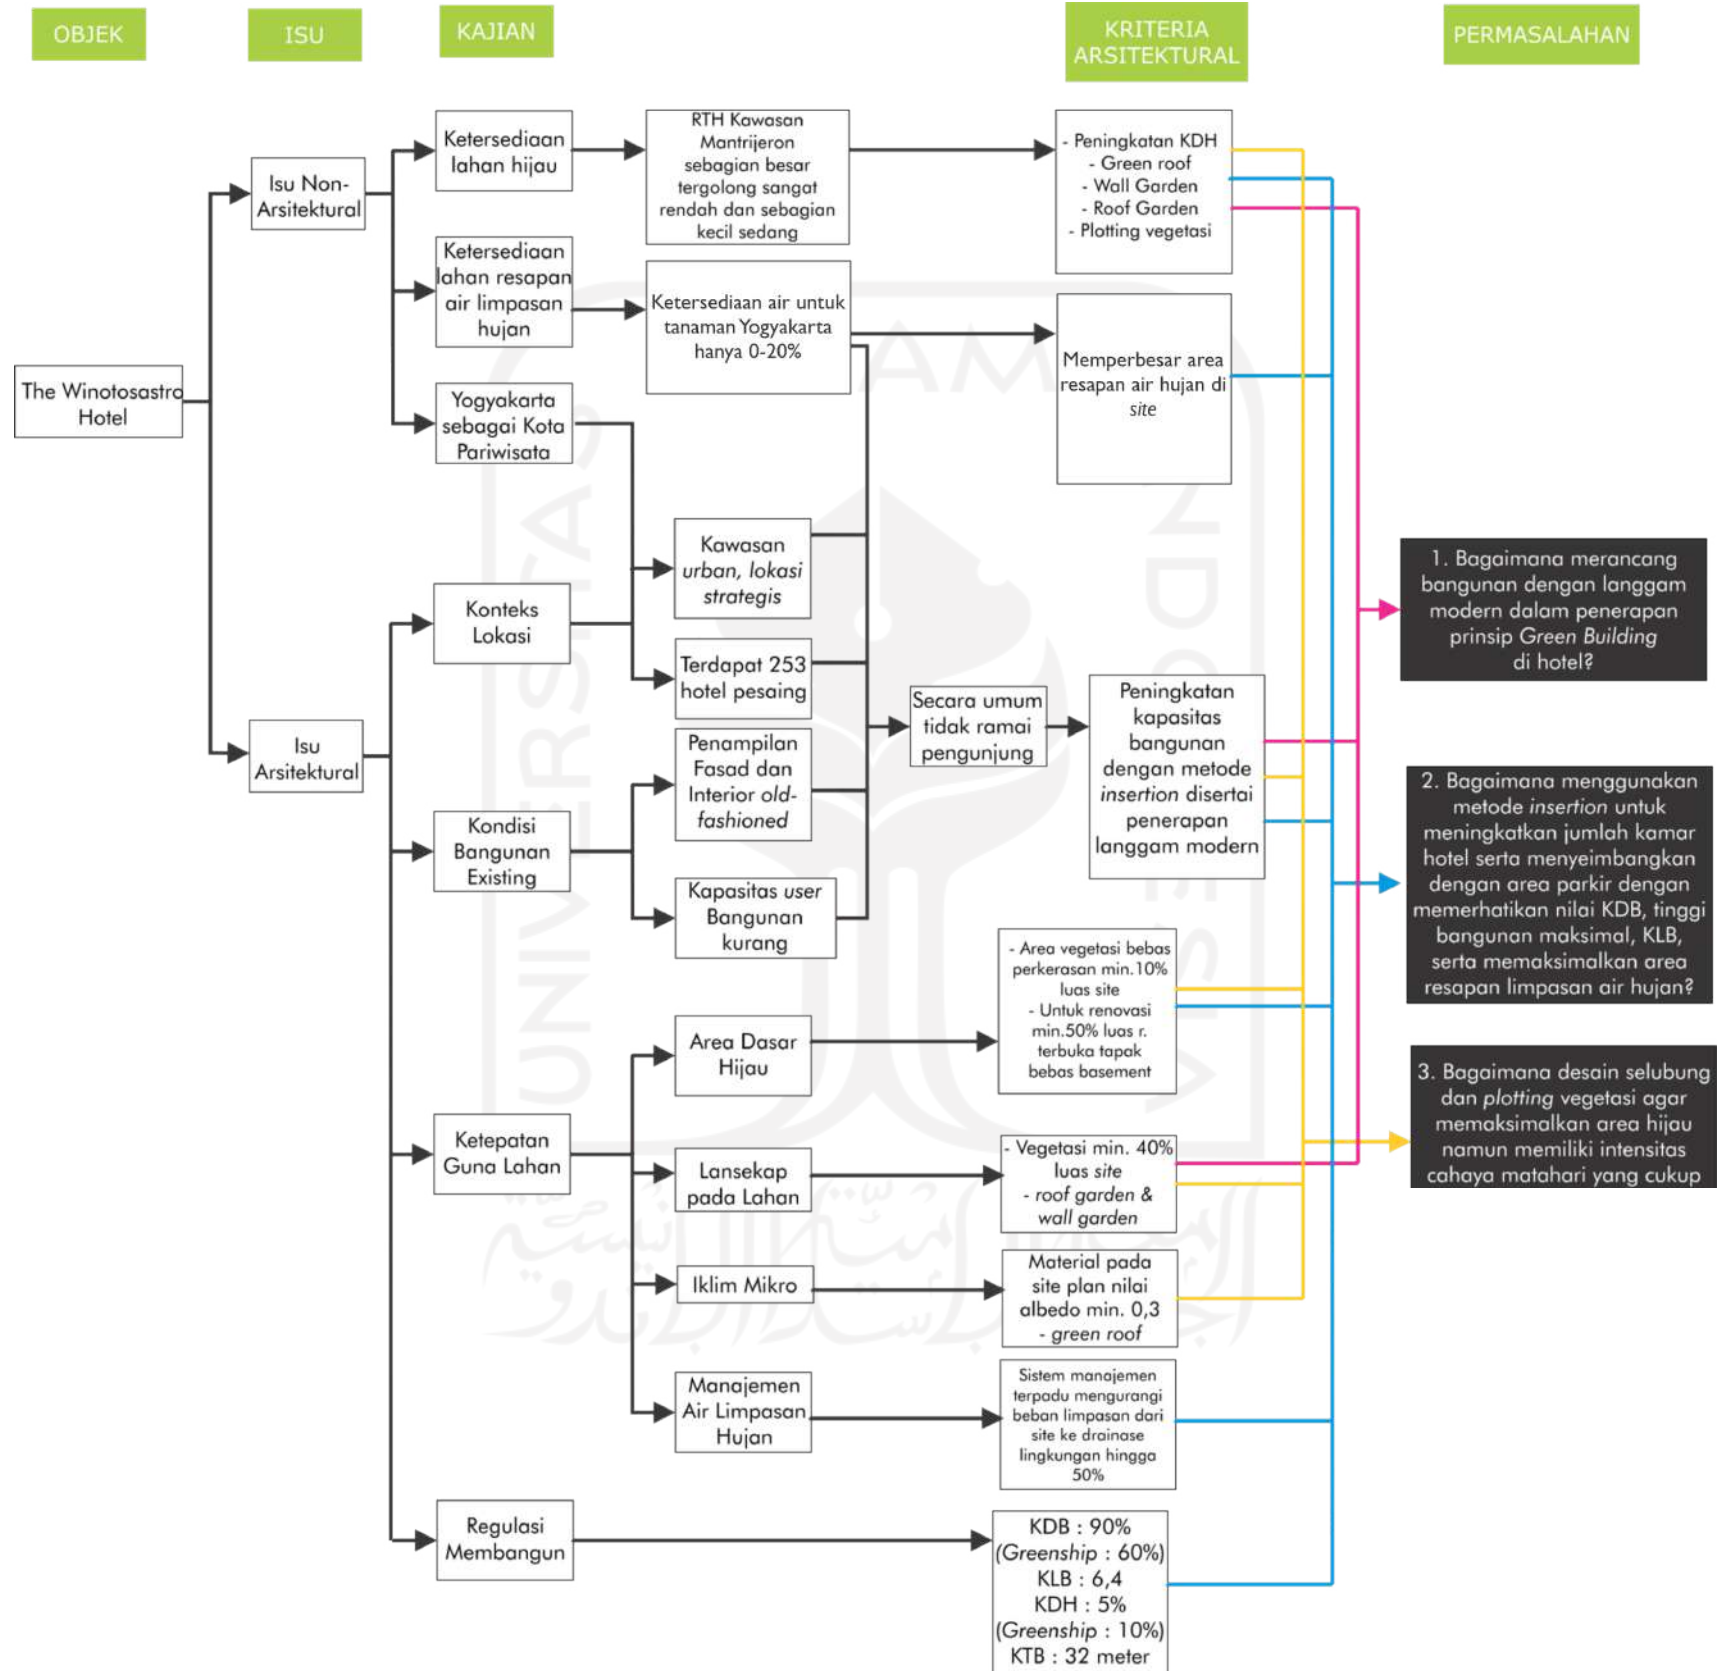 OBJEK
ISU
KAJIAN
KRITERIA
ARSITEKTURAL
PERMASALAHAN
The Winotosastro
Hotel
Isu Non-
Arsitektural
Isu
Arsitektural
Ketersediaan
lahan hijau
Ketersediaan
lahan resapan
air limpasan
hujan
Yogyakarta
sebagai Kota
Pariwisata
Konteks
Lokasi
Kondisi
Bangunan
Existing
Ketepatan
Guna Lahan
Regulasi
Membangun
RTH Kawasan
Mantrijeron
sebagian besar
tergolong sangat
rendah dan sebagian
kecil sedang
Ketersediaan air untuk
tanaman Yogyakarta
hanya 0-20%
Kawasan
urban, lokasi
strategis
Terdapat 253
hotel pesaing
Penampilan
Fasad dan
Interior old-
fashioned
Kapasitas user
Bangunan
kurang
Area Dasar
Hijau
Lansekap
pada Lahan
Iklim Mikro
Manajemen
Air Limpasan
Hujan
Secara umum
tidak ramai
pengunjung
- Peningkatan KDH
- Green roof
- Wall Garden
- Roof Garden
- Plotting vegetasi
Memperbesar area
resapan air hujan di
site
Peningkatan
kapasitas
bangunan
dengan metode
insertion disertai
penerapan
langgam modern
- Area vegetasi bebas
perkerasan min.10%
luas site
- Untuk renovasi
min.50% luas r.
terbuka tapak
bebas basement
- Vegetasi min. 40%
luas site
- roof garden &
wall garden
Material pada
site plan nilai
albedo min. 0,3
- green roof
Sistem manajemen
terpadu mengurangi
beban limpasan dari
site ke drainase
lingkungan hingga
50%
KDB : 90%
(Greenship : 60%)
KLB : 6,4
KDH : 5%
(Greenship : 10%)
KTB : 32 meter
1. Bagaimana merancang
bangunan dengan langgam
modern dalam penerapan
prinsip Green Building
di hotel?
2. Bagaimana menggunakan
metode insertion untuk
meningkatkan jumlah kamar
hotel serta menyeimbangkan
dengan area parkir dengan
memerhatikan nilai KDB, tinggi
bangunan maksimal, KLB,
serta memaksimalkan area
resapan limpasan air hujan?
3. Bagaimana desain selubung
dan plotting vegetasi agar
memaksimalkan area hijau
namun memiliki intensitas
cahaya matahari yang cukup
UNIVERSITAS